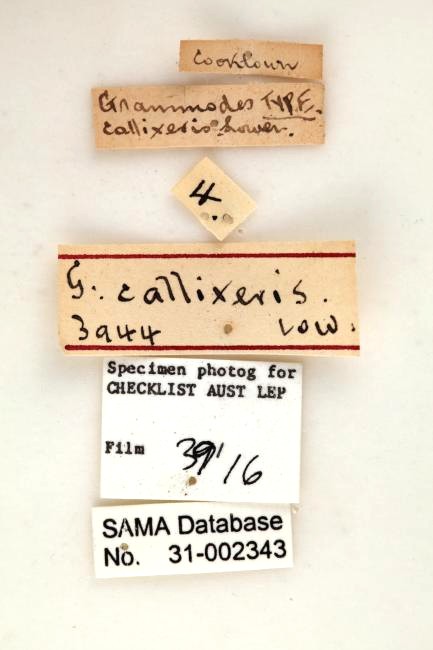 Cooktown
Grammodes TYPE.
callixeris Lower.
4
G. callixeris.
3944 Low.
Specimen photog for
CHECKLIST AUST LEP
Film 39/16
SAMA Database
No. 31-002343